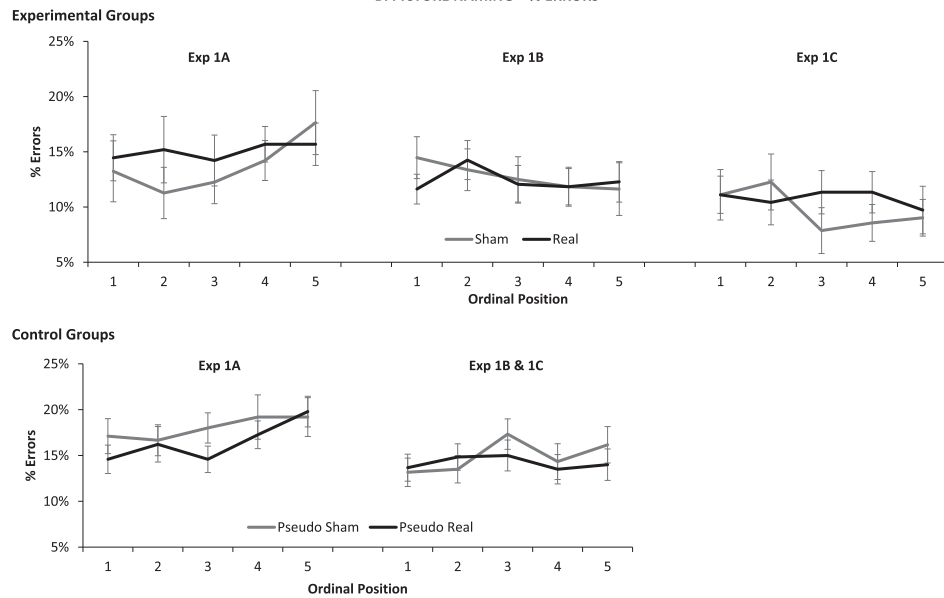 Experimental Groups
25%
20%
15%
10%
5%
% Errors
Exp 1A
Exp 1B
Exp 1C
Sham
Real
1 2 3 4 5 1 2 3 4 5 1 2 3 4 5
Ordinal Position
Control Groups
25%
20%
15%
10%
5%
% Errors
Exp 1A
Exp 1B & 1C
Pseudo Sham
Pseudo Real
1 2 3 4 5 1 2 3 4 5
Ordinal Position